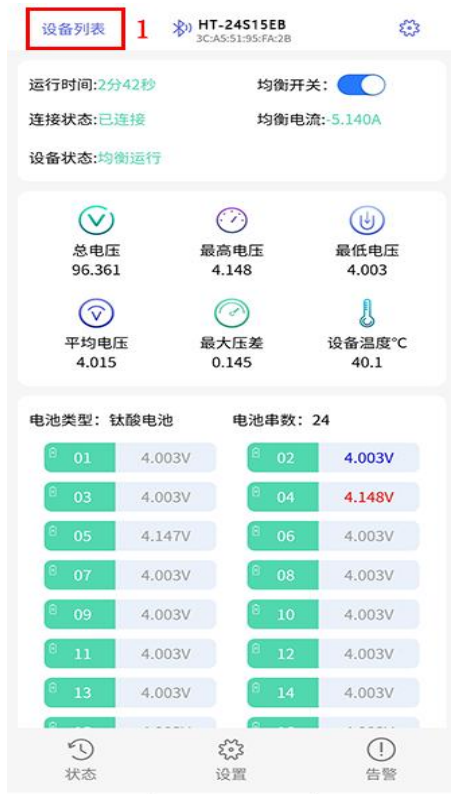 设备列表 1 HT-24S15EB
3C:A5:51:95:FA:2B
运行时间:2分42秒 均衡开关:
连接状态:已连接 均衡电流:-5.140A
设备状态:均衡运行
总电压 最高电压 最低电压
96.361 4.148 4.003
平均电压 最大压差 设备温度°C
4.015 0.145 40.1
电池类型: 钛酸电池 电池串数: 24
01 4.003V 02 4.003V
03 4.003V 04 4.148V
05 4.147V 06 4.003V
07 4.003V 08 4.003V
09 4.003V 10 4.003V
11 4.003V 12 4.003V
13 4.003V 14 4.003V
状态 设置 告警